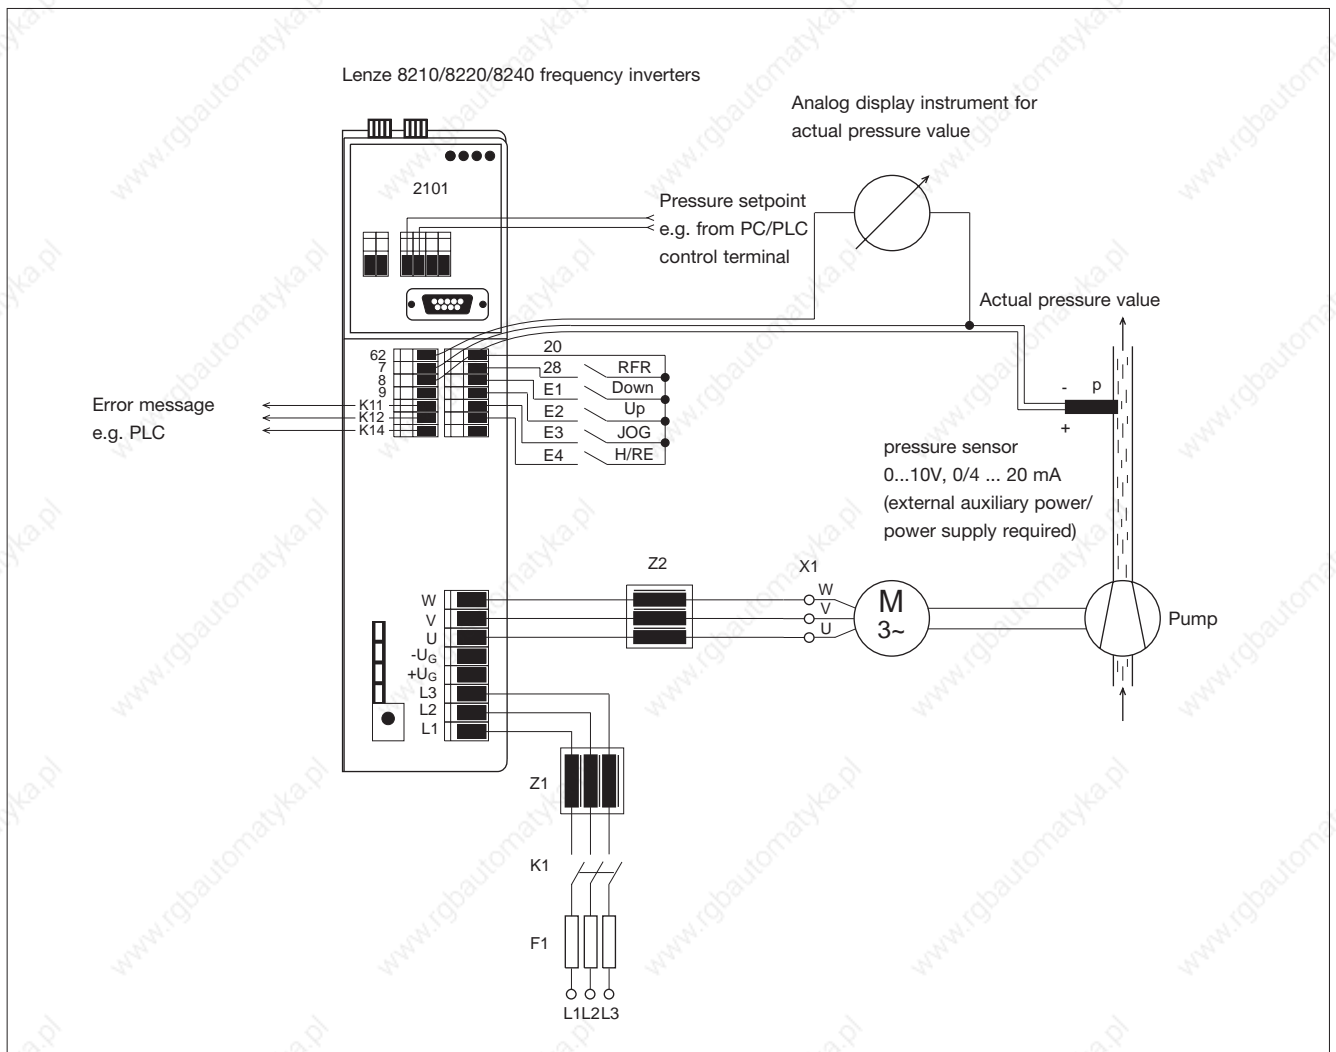 Lenze 8210/8220/8240 frequency inverters
Analog display instrument for
actual pressure value
2101
Pressure setpoint
e.g. from PC/PLC
control terminal
Actual pressure value
62
7
8
9
K11
K12
K14
20
28
E1
E2
E3
E4
RFR
Down
Up
JOG
H/RE
Error message
e.g. PLC
- p
+
pressure sensor
0...10V, 0/4 ... 20 mA
(external auxiliary power/
power supply required)
Z2
X1
W
V
U
M
3~
Pump
W
V
U
-UG
+UG
L3
L2
L1
Z1
K1
F1
L1L2L3
www.rgbautomatyka.pl